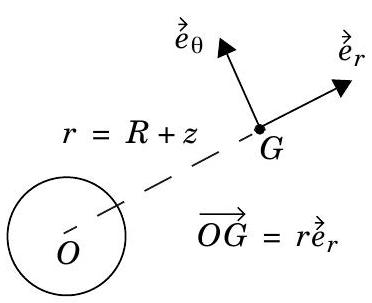 e⃗θ
e⃗r
r = R + z
G
O
OG⃗ = re⃗r